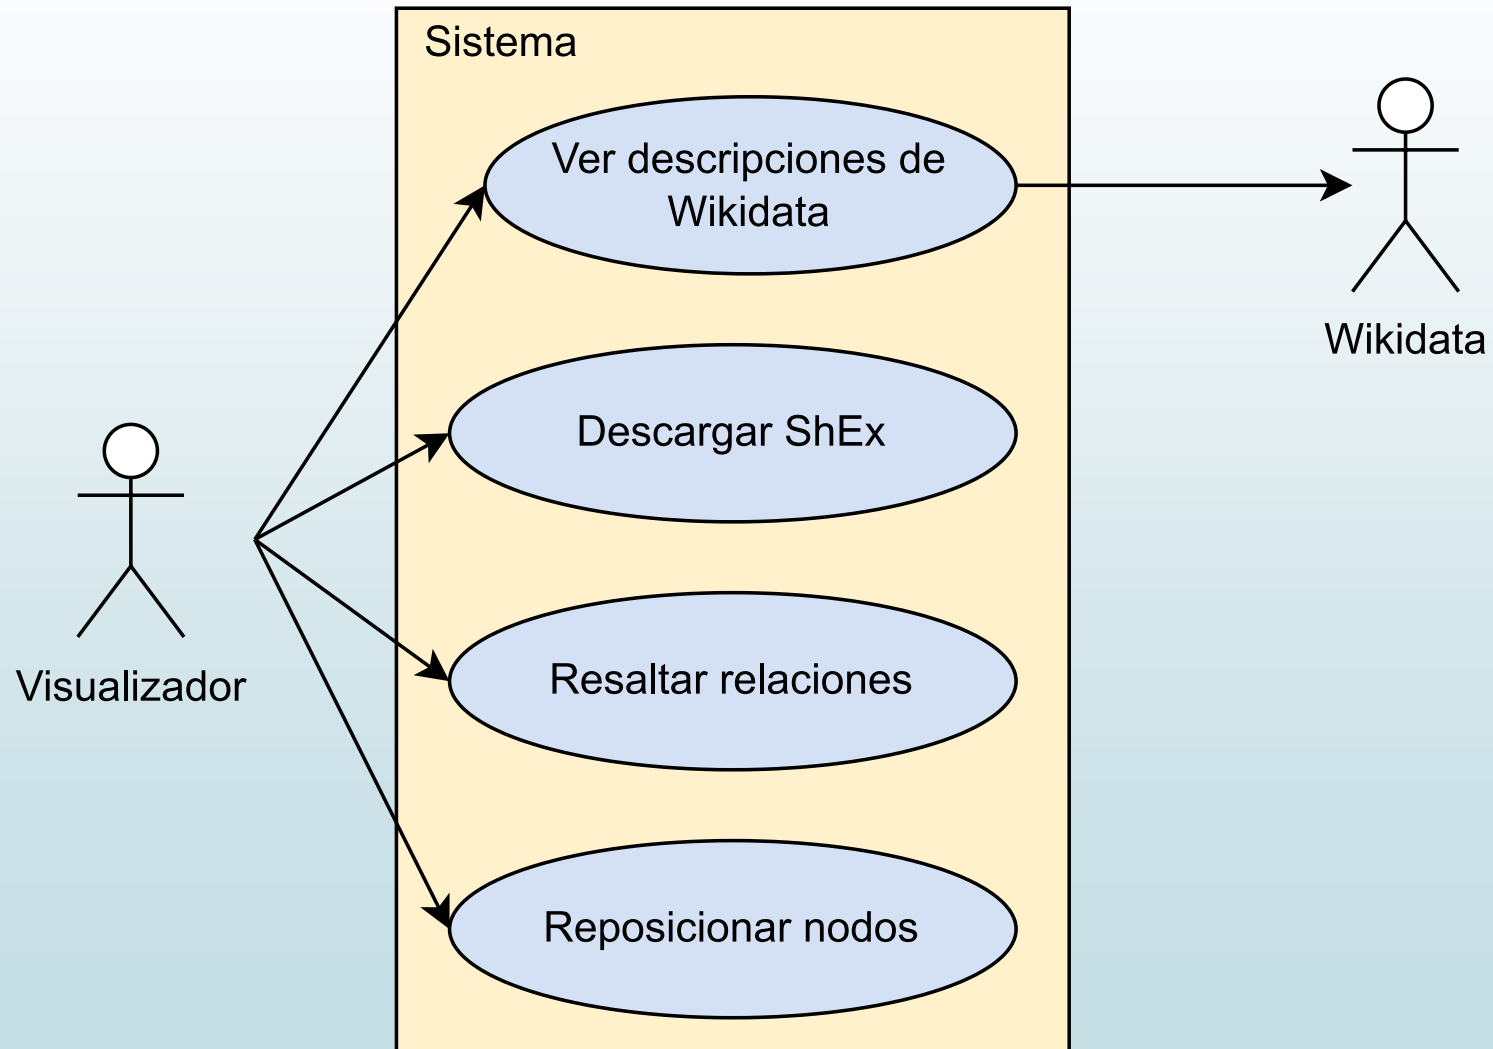 Sistema
Ver descripciones de
Wikidata
Wikidata
Descargar ShEx
Visualizador
Resaltar relaciones
Reposicionar nodos